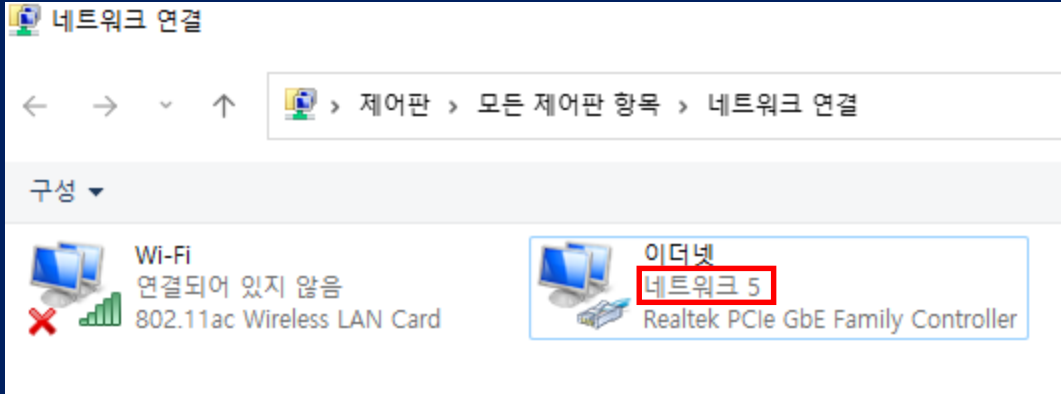 네트워크 연결
제어판 › 모든 제어판 항목 › 네트워크 연결
구성
Wi-Fi
연결되어 있지 않음
802.11ac Wireless LAN Card
이더넷
네트워크 5
Realtek PCIe GbE Family Controller